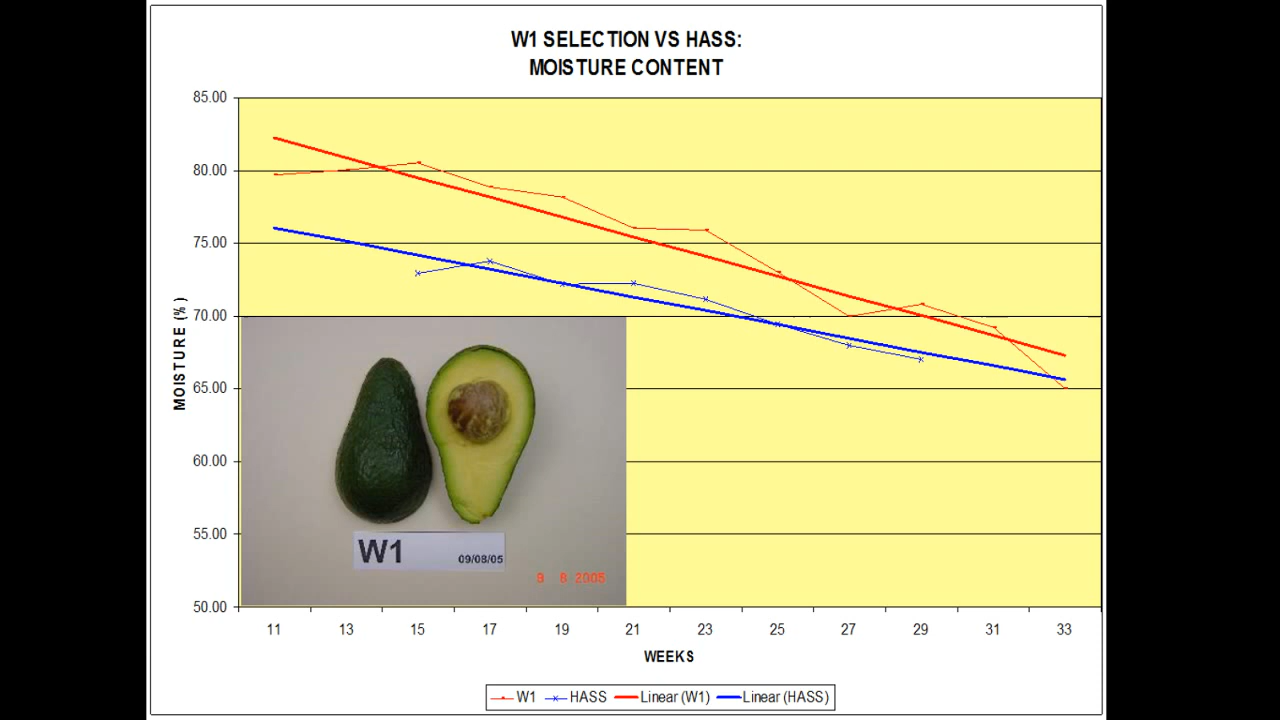 W1 SELECTION VS HASS:
MOISTURE CONTENT
85.00
80.00
75.00
70.00
65.00
60.00
55.00
50.00
MOISTURE (%)
W1 09/08/05
9 8 2005
11 13 15 17 19 21 23 25 27 29 31 33
WEEKS
W1 HASS Linear (W1) Linear (HASS)